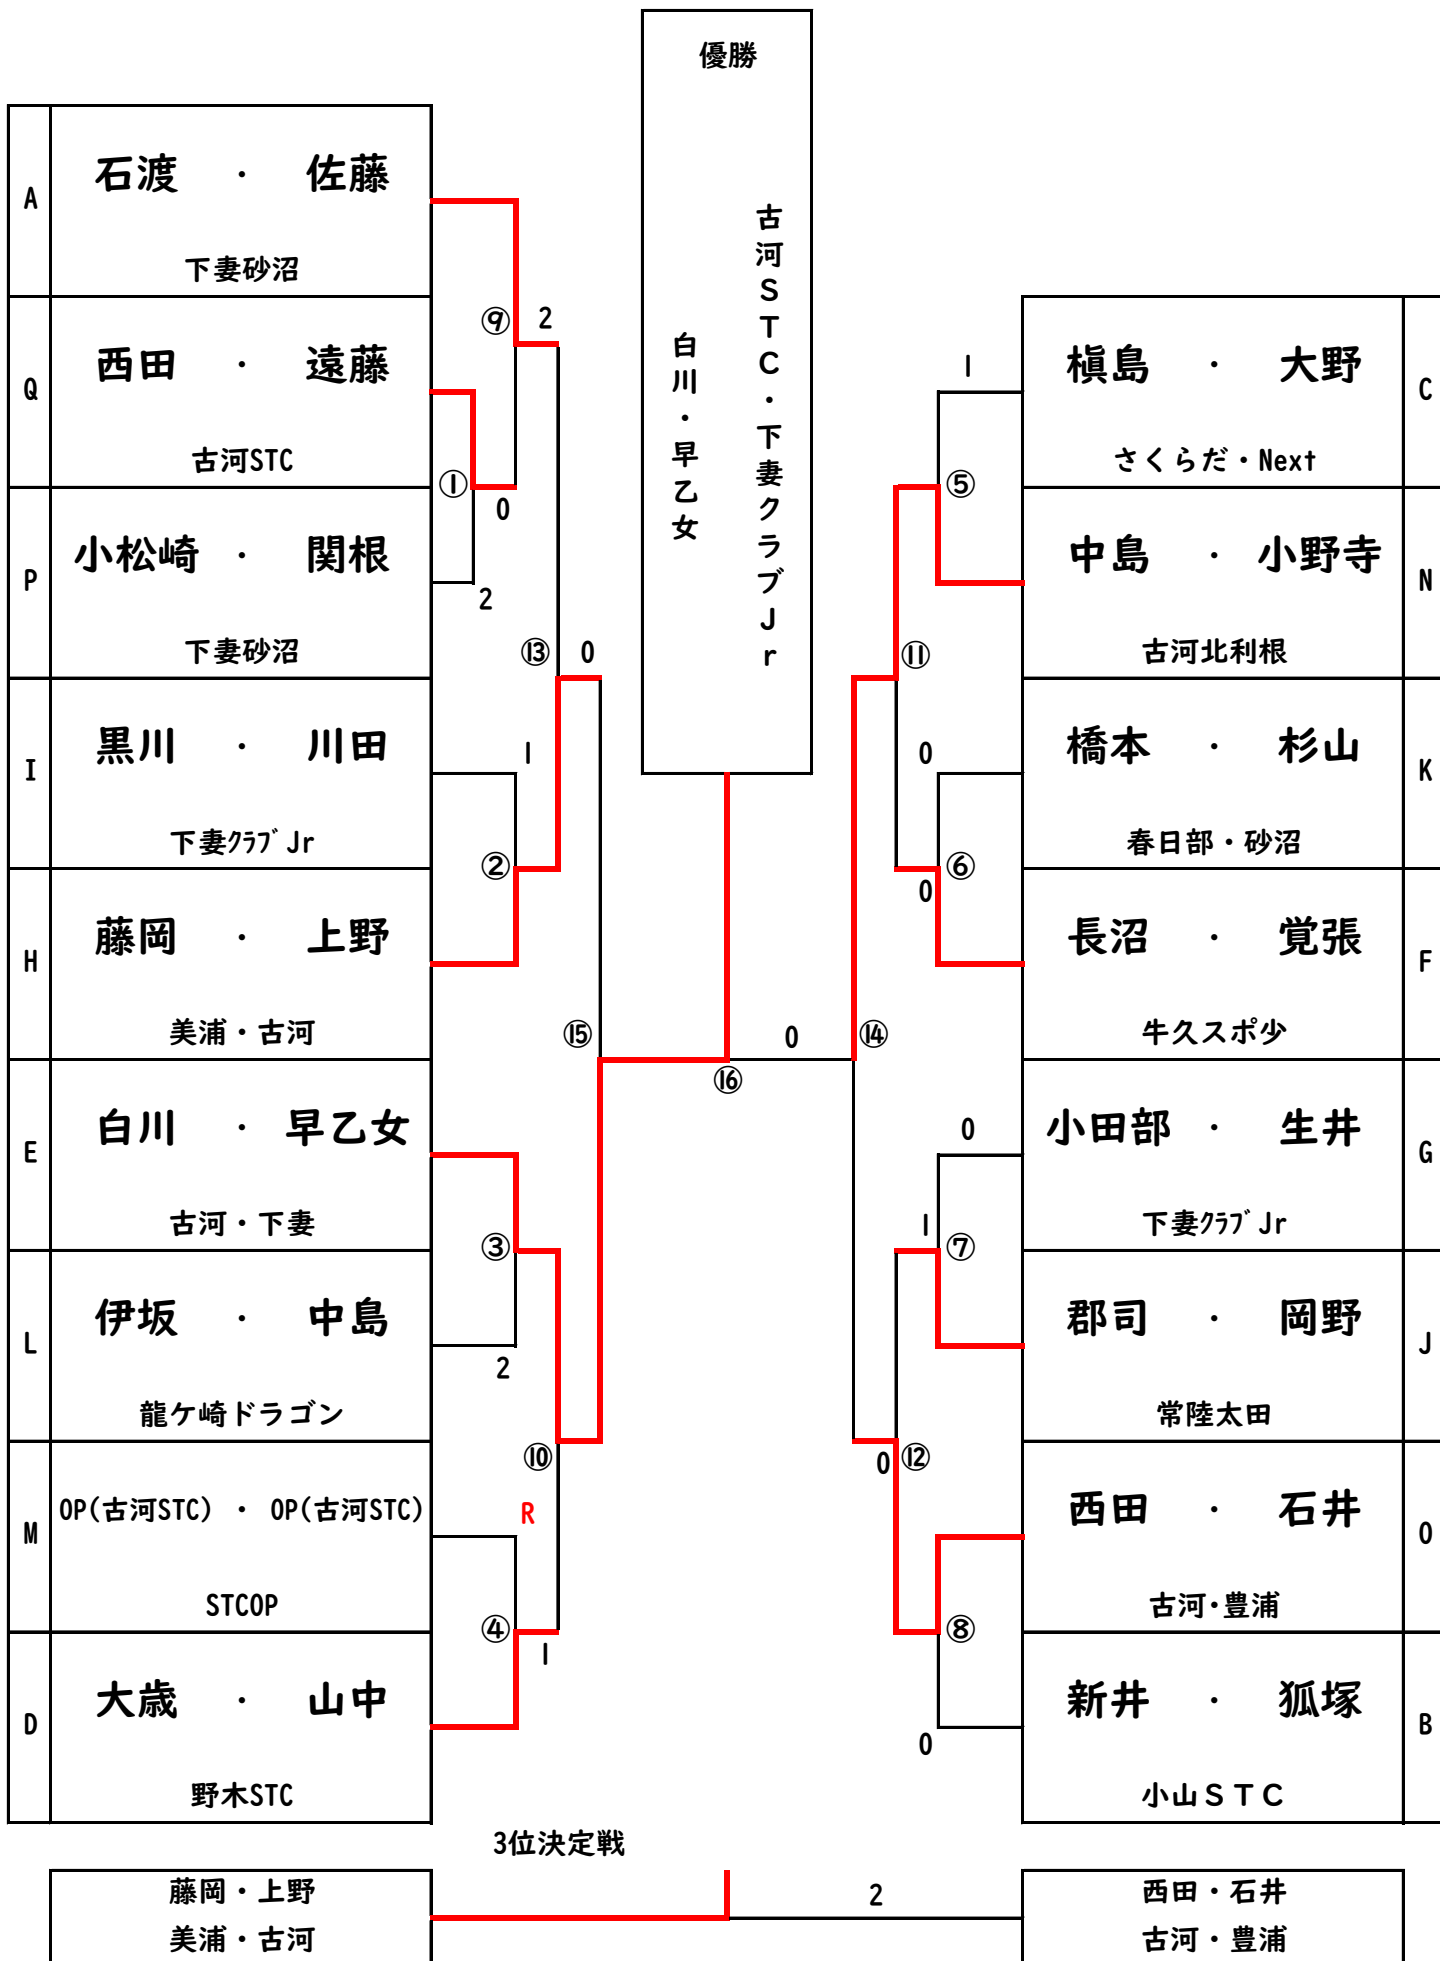 優勝
古河STC・下妻クラブJr
白川・早乙女
A
石渡 ・ 佐藤
下妻砂沼
Q
西田 ・ 遠藤
古河STC
P
小松崎 ・ 関根
下妻砂沼
I
黒川 ・ 川田
下妻ｸﾗﾌﾞJr
H
藤岡 ・ 上野
美浦・古河
E
白川 ・ 早乙女
古河・下妻
L
伊坂 ・ 中島
龍ケ崎ドラゴン
M
OP(古河STC) ・ OP(古河STC)
STCOP
D
大歳 ・ 山中
野木STC
⑨ 2
① 0
2
⑬ 0
1
②
⑮
③
2
⑩
R
④
1
⑯
0
⑭
1
⑤
⑪
0
⑥
0
0
1
⑦
0
⑫
⑧
0
槇島 ・ 大野
さくらだ・Next
C
中島 ・ 小野寺
古河北利根
N
橋本 ・ 杉山
春日部・砂沼
K
長沼 ・ 覚張
牛久スポ少
F
小田部 ・ 生井
下妻ｸﾗﾌﾞJr
G
郡司 ・ 岡野
常陸太田
J
西田 ・ 石井
古河・豊浦
O
新井 ・ 狐塚
小山STC
B
3位決定戦
藤岡・上野
美浦・古河
2
西田・石井
古河・豊浦